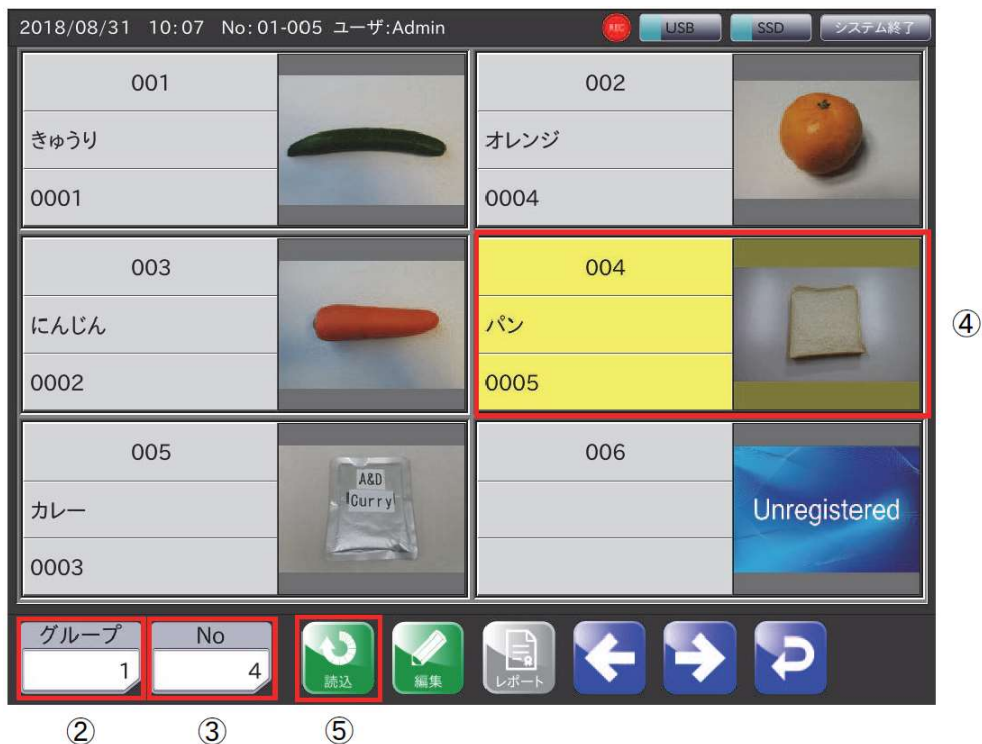 2018/08/31 10:07 No:01-005 ユーザ:Admin REC USB SSD システム終了
001
きゅうり
0001
002
オレンジ
0004
003
にんじん
0002
004
パン
0005
④
005
カレー
0003
A&D
Curry
006
Unregistered
グループ
1
No
4
読込
編集
レポート
② ③ ⑤